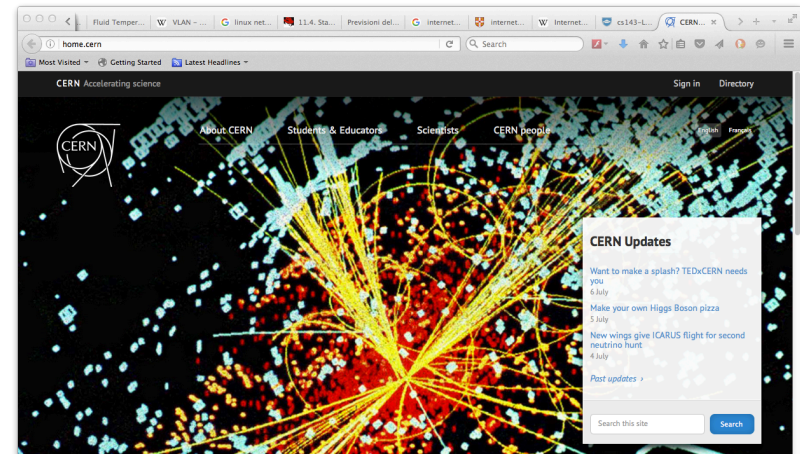 Fluid Temper...
VLAN – ...
linux net...
11.4. Sta...
Previsioni del...
internet...
internet...
Internet...
cs143–L...
CERN...
home.cern
Search
Most Visited
Getting Started
Latest Headlines
CERN Accelerating science
Sign in
Directory
CERN
About CERN
Students & Educators
Scientists
CERN people
English
Français
CERN Updates
Want to make a splash? TEDxCERN needs
you
6 July
Make your own Higgs Boson pizza
5 July
New wings give ICARUS flight for second
neutrino hunt
4 July
Past updates ›
Search this site
Search